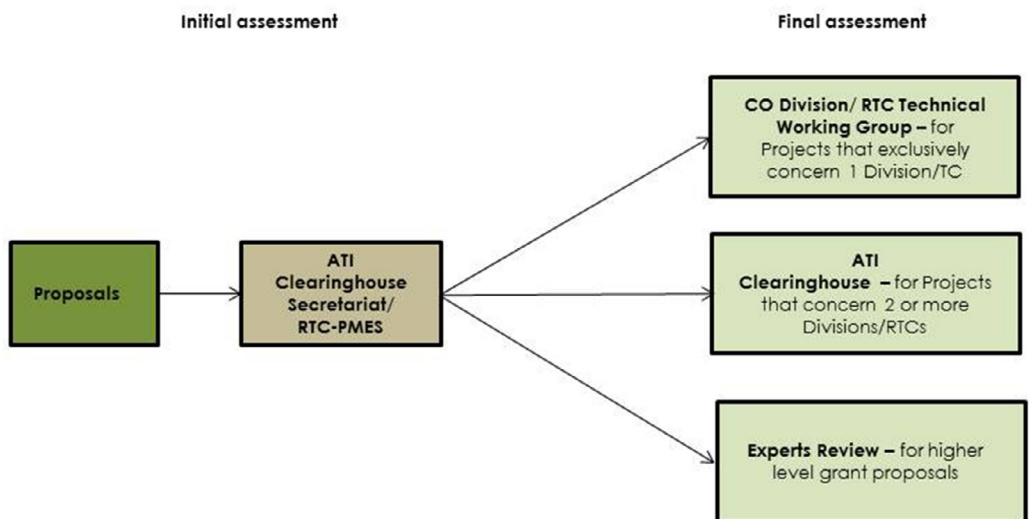 Initial assessment
Final assessment
Proposals
ATI
Clearinghouse
Secretariat/
RTC-PMES
CO Division/ RTC Technical
Working Group – for
Projects that exclusively
concern 1 Division/TC
ATI
Clearinghouse – for Projects
that concern 2 or more
Divisions/RTCs
Experts Review – for higher
level grant proposals